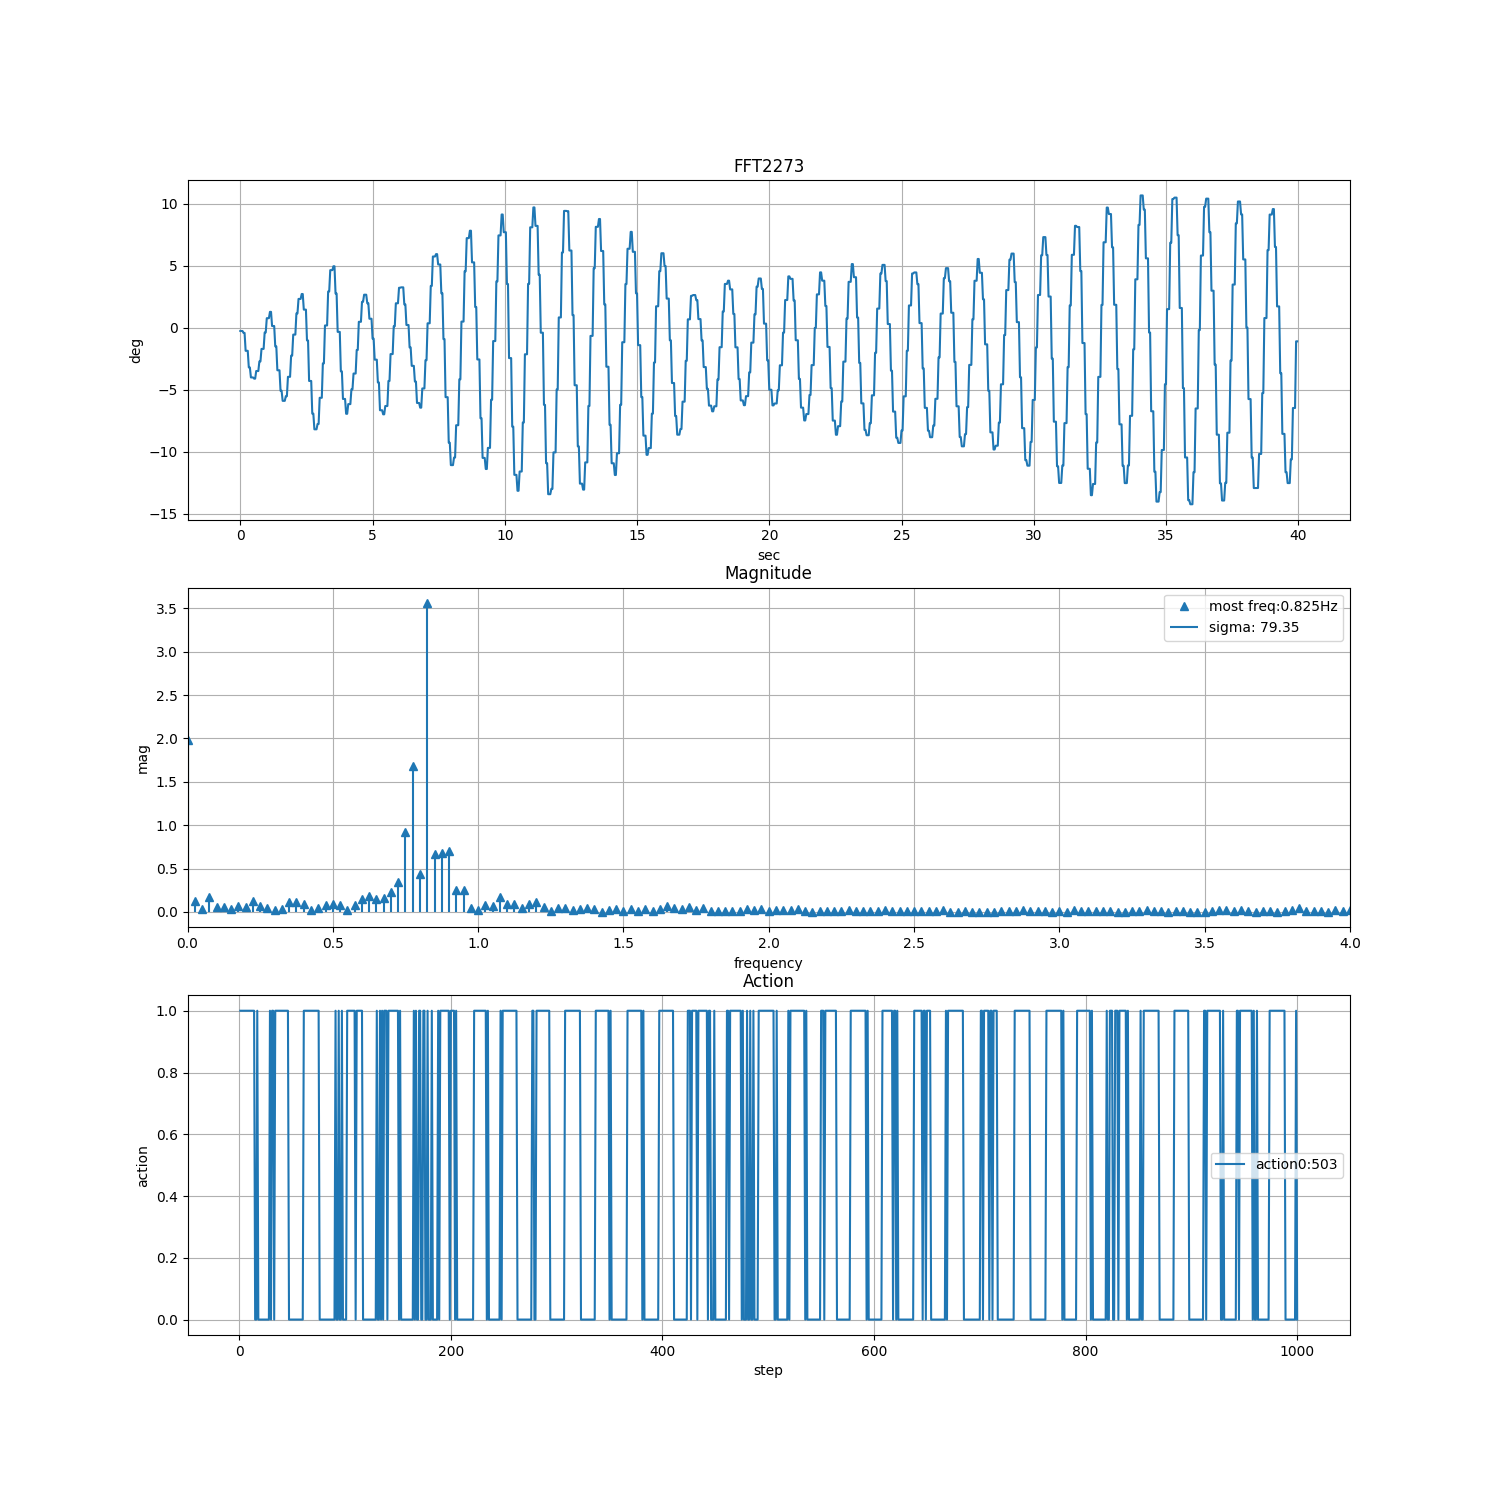 FFT2273
10
5
0
−5
−10
−15
deg
0 5 10 15 20 25 30 35 40
sec
Magnitude
3.5
3.0
2.5
2.0
1.5
1.0
0.5
0.0
mag
most freq:0.825Hz
sigma: 79.35
0.0 0.5 1.0 1.5 2.0 2.5 3.0 3.5 4.0
frequency
Action
1.0
0.8
0.6
0.4
0.2
0.0
action
action0:503
0 200 400 600 800 1000
step